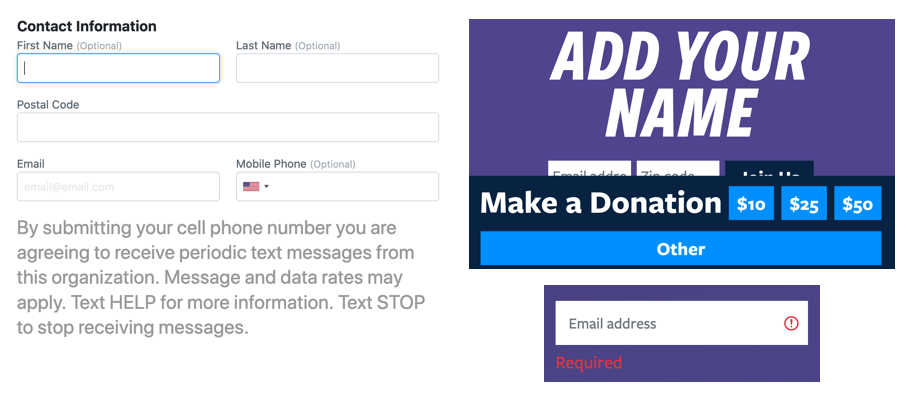 Contact Information
First Name (Optional)
Last Name (Optional)
Postal Code
Email
Mobile Phone (Optional)
email@email.com
By submitting your cell phone number you are
agreeing to receive periodic text messages from
this organization. Message and data rates may
apply. Text HELP for more information. Text STOP
to stop receiving messages.
ADD YOUR
NAME
Email addre
Zip code
Join Us
Make a Donation
$10
$25
$50
Other
Email address
Required